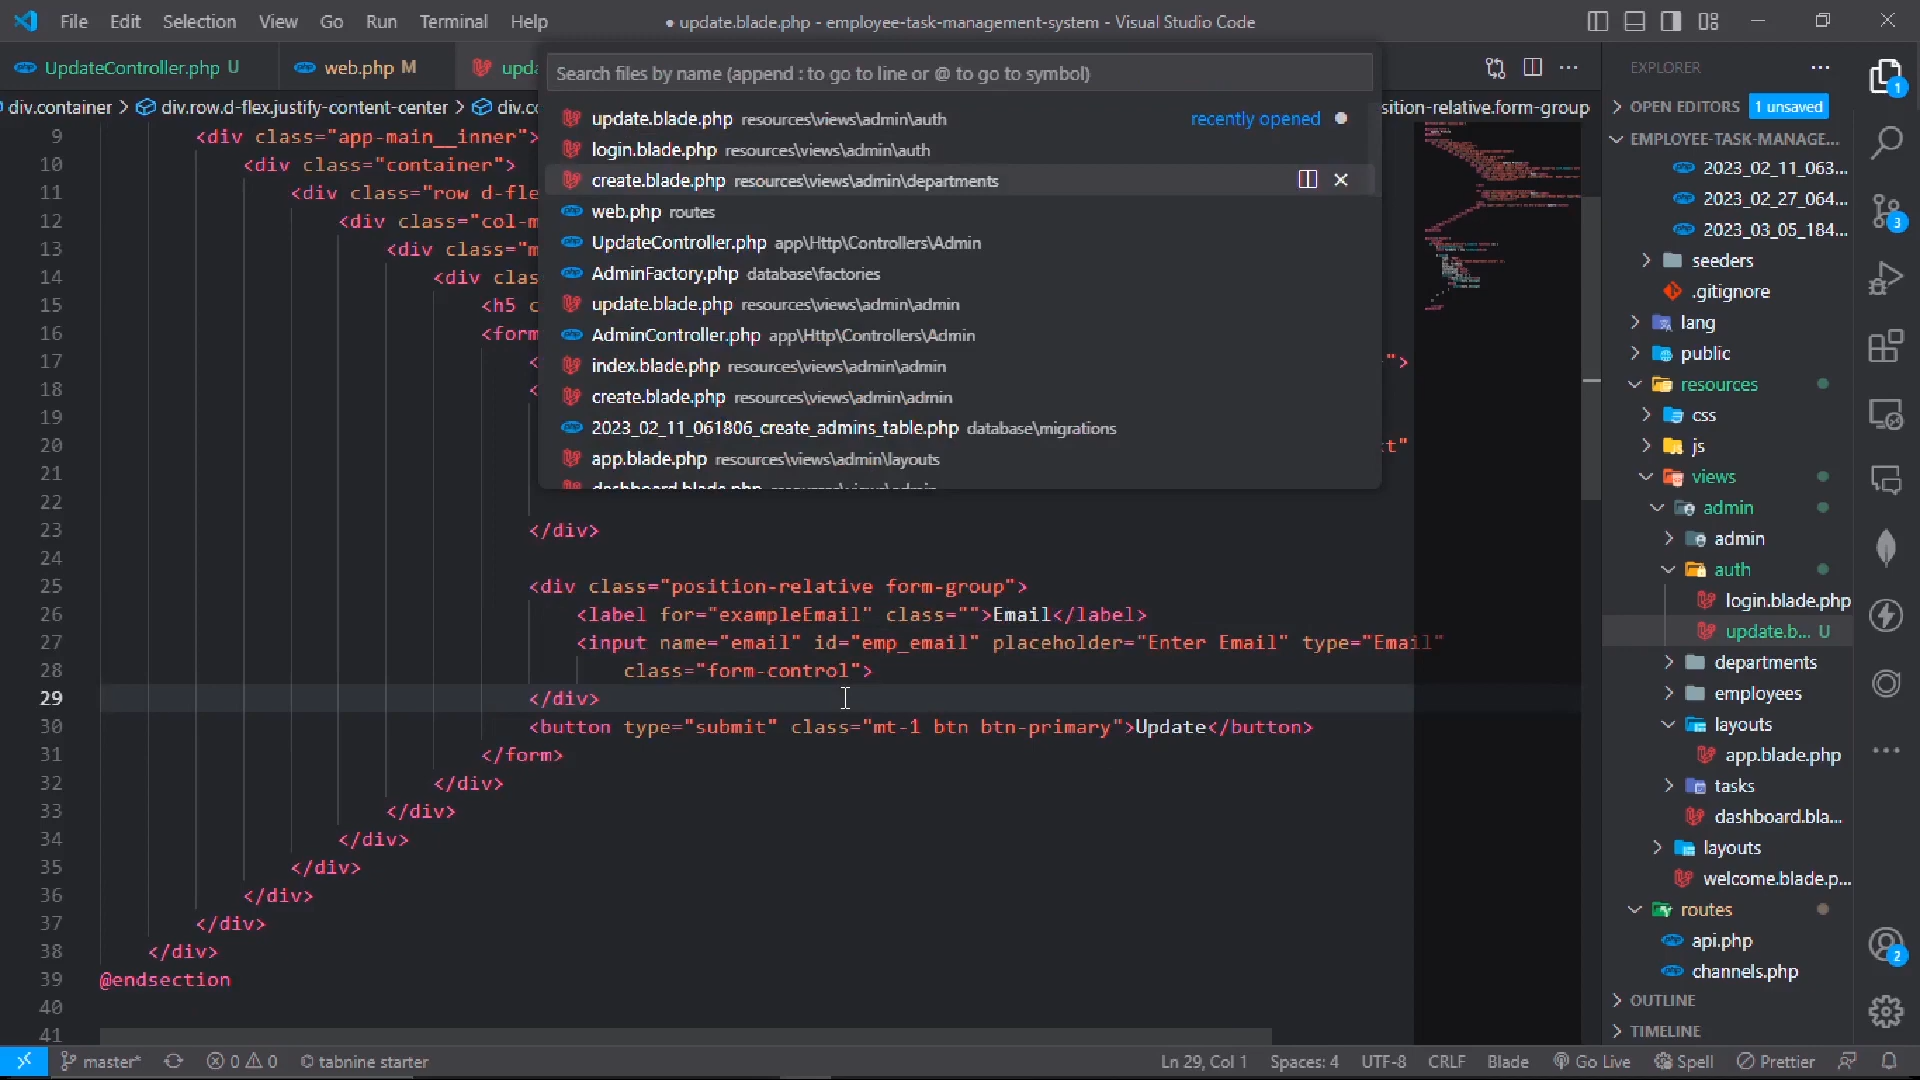 File Edit Selection View Go Run Terminal Help
● update.blade.php - employee-task-management-system - Visual Studio Code
UpdateController.php U
web.php M
upda
Search files by name (append : to go to line or @ to go to symbol)
EXPLORER
div.container > div.row.d-flex.justify-content-center > div.co
sition-relative.form-group
OPEN EDITORS 1 unsaved
EMPLOYEE-TASK-MANAGE...
update.blade.php resources\views\admin\auth recently opened
login.blade.php resources\views\admin\auth
create.blade.php resources\views\admin\departments
web.php routes
UpdateController.php app\Http\Controllers\Admin
AdminFactory.php database\factories
update.blade.php resources\views\admin\admin
AdminController.php app\Http\Controllers\Admin
index.blade.php resources\views\admin\admin
create.blade.php resources\views\admin\admin
2023_02_11_061806_create_admins_table.php database\migrations
app.blade.php resources\views\admin\layouts
dashboard.blade.php resources\views\admin
9 <div class="app-main__inner">
10 <div class="container">
11 <div class="row d-fle
12 <div class="col-m
13 <div class="m
14 <div clas
15 <h5 c
16 <form
17 < ">
18 <
19
20 t"
21
22
23 </div>
24
25 <div class="position-relative form-group">
26 <label for="exampleEmail" class="">Email</label>
27 <input name="email" id="emp_email" placeholder="Enter Email" type="Email"
28 class="form-control">
29 </div>
30 <button type="submit" class="mt-1 btn btn-primary">Update</button>
31 </form>
32 </div>
33 </div>
34 </div>
35 </div>
36 </div>
37 </div>
38 </div>
39 @endsection
40
41
2023_02_11_063...
2023_02_27_064...
2023_03_05_184...
seeders
.gitignore
lang
public
resources
css
js
views
admin
admin
auth
login.blade.php
update.b... U
departments
employees
layouts
app.blade.php
tasks
dashboard.bla...
layouts
welcome.blade.p...
routes
api.php
channels.php
OUTLINE
TIMELINE
1
3
2
master* 0 0 tabnine starter
Ln 29, Col 1 Spaces: 4 UTF-8 CRLF Blade Go Live Spell Prettier